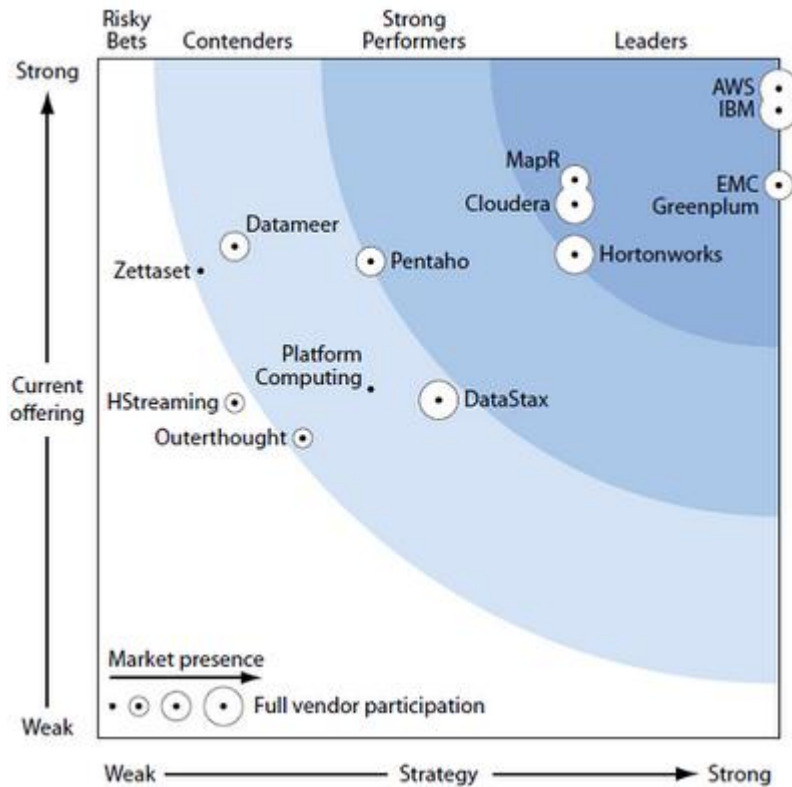 Risky
Bets
Contenders
Strong
Performers
Leaders
Strong
AWS
IBM
MapR
EMC
Greenplum
Cloudera
Datameer
Hortonworks
Pentaho
Zettaset
Platform
Computing
Current
offering
HStreaming
DataStax
Outerthought
Market presence
Full vendor participation
Weak
Weak
Strategy
Strong